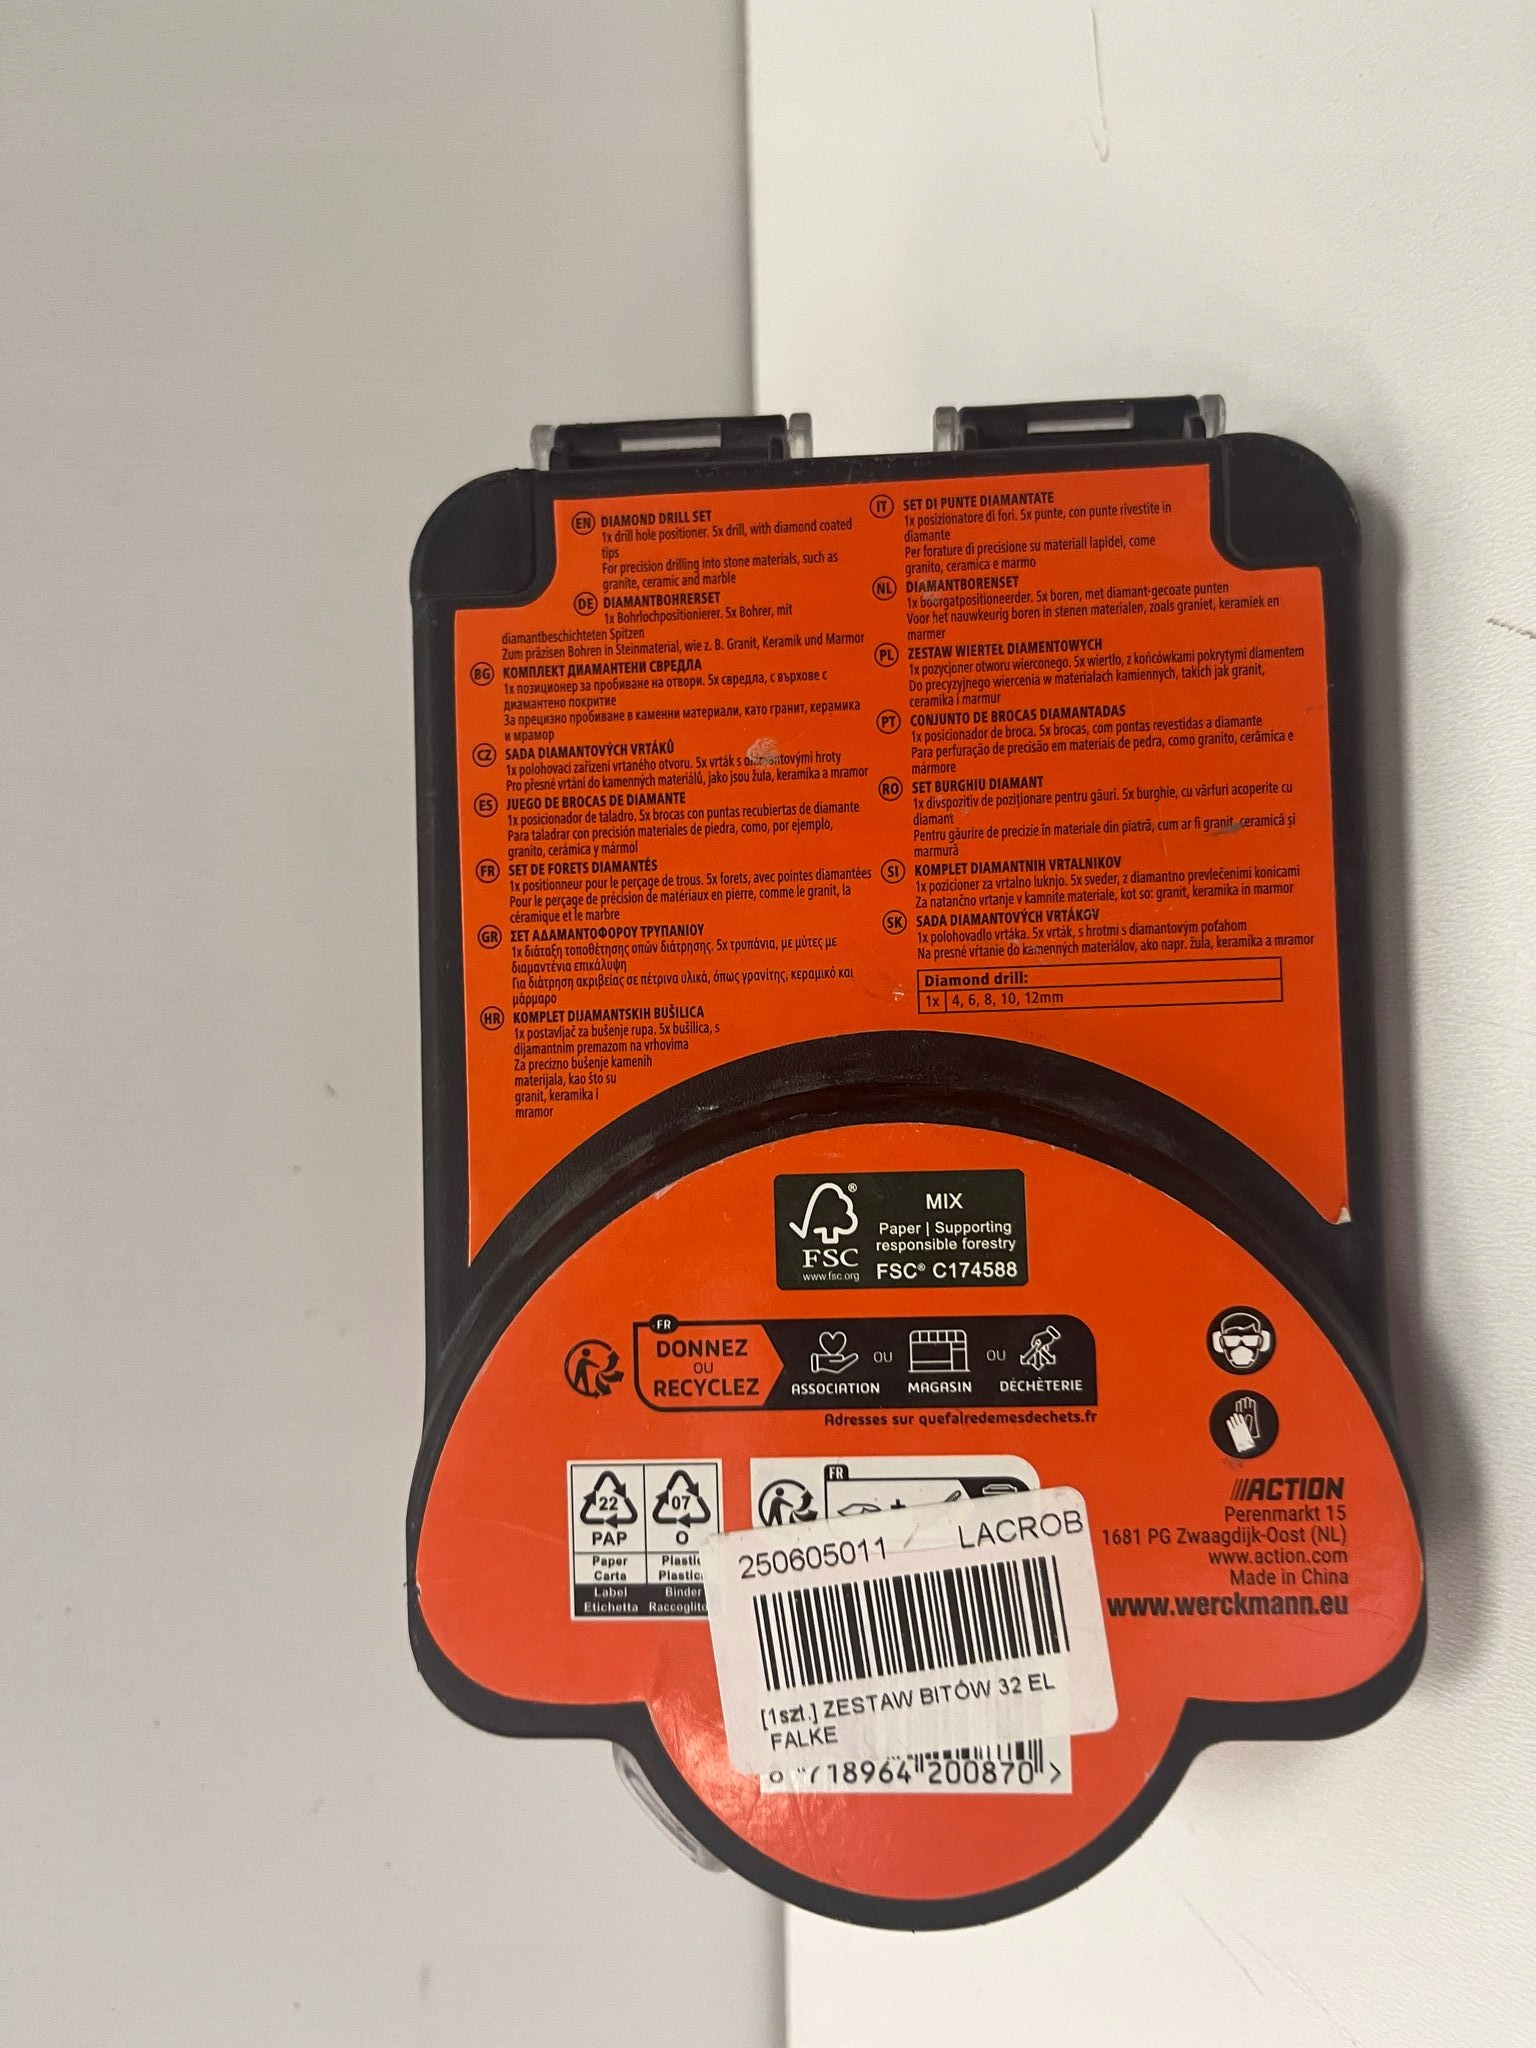 EN DIAMOND DRILL SET
1x drill hole positioner. 5x drill, with diamond coated
tips
For precision drilling into stone materials, such as
granite, ceramic and marble
DE DIAMANTBOHRERSET
1x Bohrlochpositionierer. 5x Bohrer, mit
diamantbeschichteten Spitzen
Zum präzisen Bohren in Steinmaterial, wie z. B. Granit, Keramik und Marmor
BG КОМПЛЕКТ ДИАМАНТЕНИ СВРЕДЛА
1x позиционер за пробиване на отвори. 5x свредла, с върхове с
диамантено покритие
За прецизно пробиване в каменни материали, като гранит, керамика
и мрамор
CZ SADA DIAMANTOVÝCH VRTÁKŮ
1x polohovací zařízení vrtaného otvoru. 5x vrták s diamantovými hroty
Pro přesné vrtání do kamenných materiálů, jako jsou žula, keramika a mramor
ES JUEGO DE BROCAS DE DIAMANTE
1x posicionador de taladro. 5x brocas con puntas recubiertas de diamante
Para taladrar con precisión materiales de piedra, como, por ejemplo,
granito, cerámica y mármol
FR SET DE FORETS DIAMANTÉS
1x positionneur pour le perçage de trous. 5x forets, avec pointes diamantées
Pour le perçage de précision de matériaux en pierre, comme le granit, la
céramique et le marbre
GR ΣΕΤ ΑΔΑΜΑΝΤΟΦΟΡΟΥ ΤΡΥΠΑΝΙΟΥ
1x διάταξη τοποθέτησης οπών διάτρησης. 5x τρυπάνια, με μύτες με
διαμαντένια επικάλυψη
Για διάτρηση ακριβείας σε πέτρινα υλικά, όπως γρανίτης, κεραμικό και
μάρμαρο
HR KOMPLET DIJAMANTSKIH BUŠILICA
1x postavljač za bušenje rupa. 5x bušilica, s
dijamantnim premazom na vrhovima
Za precizno bušenje kamenih
materijala, kao što su
granit, keramika i
mramor
IT SET DI PUNTE DIAMANTATE
1x posizionatore di fori. 5x punte, con punte rivestite in
diamante
Per forature di precisione su materiali lapidei, come
granito, ceramica e marmo
NL DIAMANTBORENSET
1x boorgatpositioneerder. 5x boren, met diamant-gecoate punten
Voor het nauwkeurig boren in stenen materialen, zoals graniet, keramiek en
marmer
PL ZESTAW WIERTEŁ DIAMENTOWYCH
1x pozycjoner otworu wierconego. 5x wiertło, z końcówkami pokrytymi diamentem
Do precyzyjnego wiercenia w materiałach kamiennych, takich jak granit,
ceramika i marmur
PT CONJUNTO DE BROCAS DIAMANTADAS
1x posicionador de broca. 5x brocas, com pontas revestidas a diamante
Para perfuração de precisão em materiais de pedra, como granito, cerâmica e
mármore
RO SET BURGHIU DIAMANT
1x divspozitiv de poziționare pentru găuri. 5x burghie, cu vârfuri acoperite cu
diamant
Pentru găurire de precizie în materiale din piatră, cum ar fi granit, ceramică și
marmură
SI KOMPLET DIAMANTNIH VRTALNIKOV
1x pozicioner za vrtalno luknjo. 5x sveder, z diamantno prevlečenimi konicami
Za natančno vrtanje v kamnite materiale, kot so: granit, keramika in marmor
SK SADA DIAMANTOVÝCH VRTÁKOV
1x polohovadlo vrtáka. 5x vrták, s hrotmi s diamantovým poťahom
Na presné vŕtanie do kamenných materiálov, ako napr. žula, keramika a mramor
Diamond drill:
1x 4, 6, 8, 10, 12mm
FSC®
www.fsc.org
MIX
Paper | Supporting
responsible forestry
FSC® C174588
FR
DONNEZ
OU
RECYCLEZ
ASSOCIATION OU MAGASIN OU DÉCHÈTERIE
Adresses sur quefairedemesdechets.fr
22 07
PAP O
Paper Plastic
Carta Plastica
Label Binder
Etichetta
FR
///ACTION
Perenmarkt 15
1681 PG Zwaagdijk-Oost (NL)
www.action.com
Made in China
www.werckmann.eu
250605011 LACROB
[1szt.] ZESTAW BITÓW 32 EL
FALKE
718964 200870 >